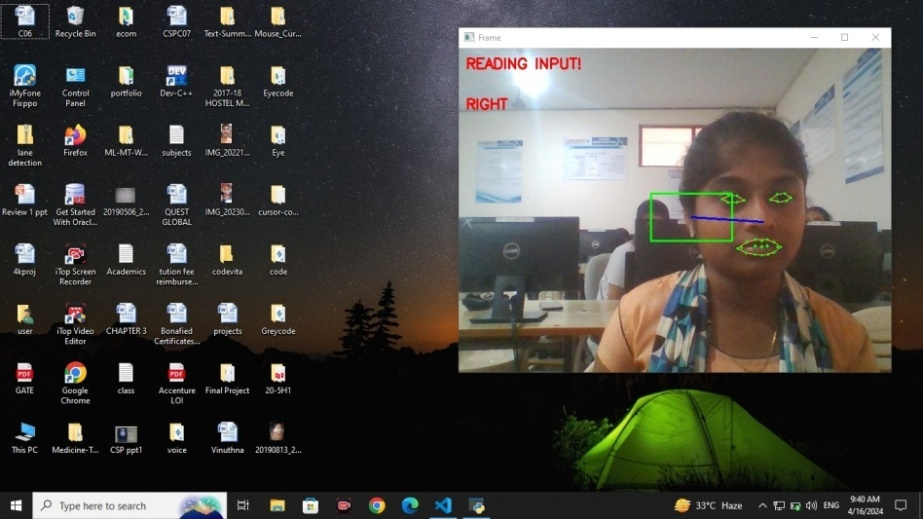 C06
Recycle Bin
ecom
CSPC07
Text-Summ...
Mouse_Cur...
iMyFone
Fixppo
Control
Panel
portfolio
Dev-C++
2017-18
HOSTEL M...
Eyecode
lane
detection
Firefox
ML-MT-W...
subjects
IMG_20221...
Eye
Review 1 ppt
Get Started
With Oracl...
20190506_2...
QUEST
GLOBAL
IMG_20230...
cursor-co...
4kproj
iTop Screen
Recorder
Academics
tution fee
reimburse...
codevita
code
user
iTop Video
Editor
CHAPTER 3
Bonafied
Certificates...
projects
Greycode
GATE
Google
Chrome
class
Accenture
LOI
Final Project
20-5H1
This PC
Medicine-T...
CSP ppt1
voice
Vinuthna
20190813_2...
Frame
READING INPUT!
RIGHT
DELL
DELL
DELL
Type here to search
33°C Haze
ENG
9:40 AM
4/16/2024